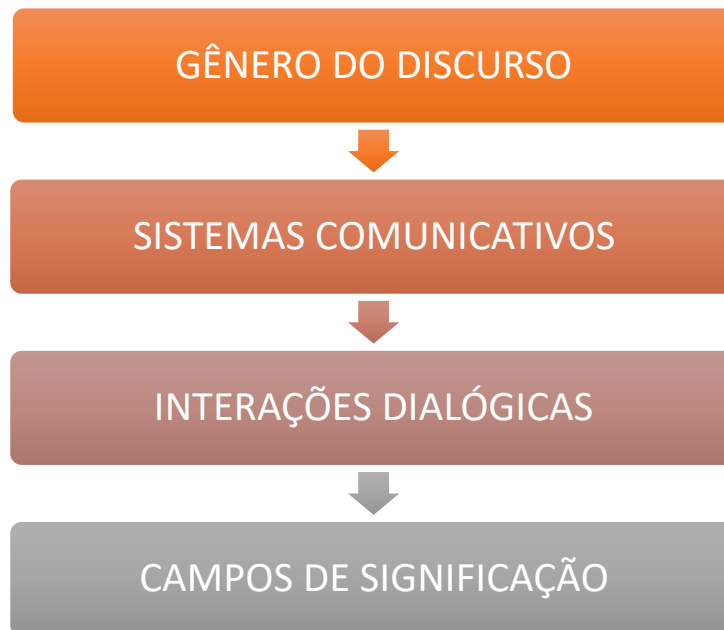 GÊNERO DO DISCURSO
SISTEMAS COMUNICATIVOS
INTERAÇÕES DIALÓGICAS
CAMPOS DE SIGNIFICAÇÃO